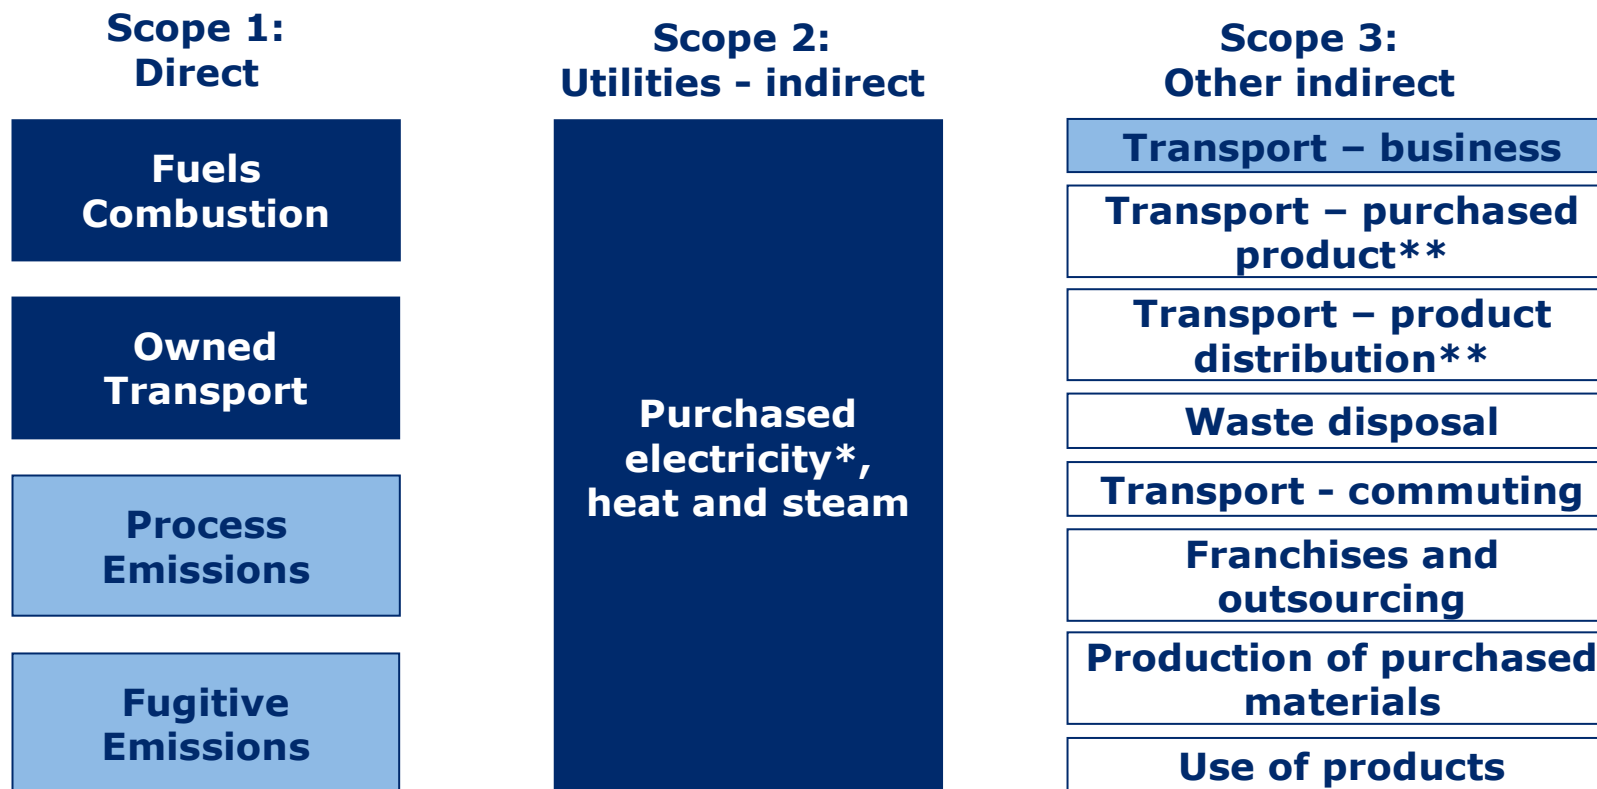 Scope 1:
Direct
Fuels
Combustion
Owned
Transport
Process
Emissions
Fugitive
Emissions
Scope 2:
Utilities - indirect
Purchased
electricity*,
heat and steam
Scope 3:
Other indirect
Transport – business
Transport – purchased
product**
Transport – product
distribution**
Waste disposal
Transport - commuting
Franchises and
outsourcing
Production of purchased
materials
Use of products